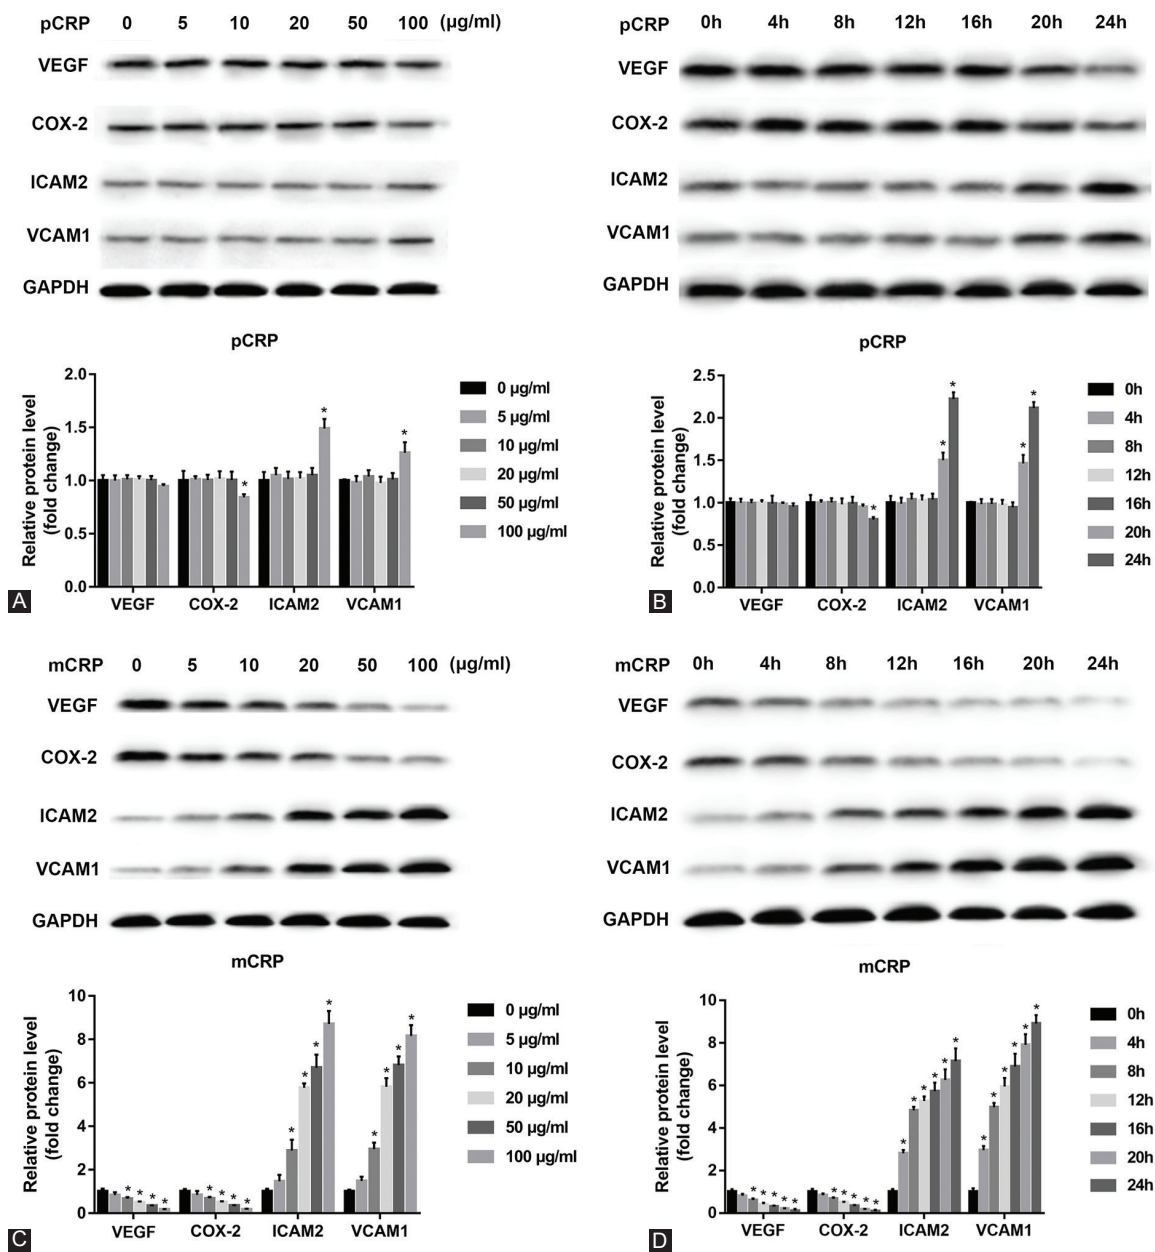 pCRP 0 5 10 20 50 100 (µg/ml)
VEGF
COX-2
ICAM2
VCAM1
GAPDH
pCRP
Relative protein level
(fold change)
2.0
1.5
1.0
0.5
0.0
* * *
VEGF COX-2 ICAM2 VCAM1
0 µg/ml
5 µg/ml
10 µg/ml
20 µg/ml
50 µg/ml
100 µg/ml
A
pCRP 0h 4h 8h 12h 16h 20h 24h
VEGF
COX-2
ICAM2
VCAM1
GAPDH
pCRP
Relative protein level
(fold change)
2.5
2.0
1.5
1.0
0.5
0.0
* * * * *
VEGF COX-2 ICAM2 VCAM1
0h
4h
8h
12h
16h
20h
24h
B
mCRP 0 5 10 20 50 100 (µg/ml)
VEGF
COX-2
ICAM2
VCAM1
GAPDH
mCRP
Relative protein level
(fold change)
10
8
6
4
2
0
* * * * * * * * * * * * * * * *
VEGF COX-2 ICAM2 VCAM1
0 µg/ml
5 µg/ml
10 µg/ml
20 µg/ml
50 µg/ml
100 µg/ml
C
mCRP 0h 4h 8h 12h 16h 20h 24h
VEGF
COX-2
ICAM2
VCAM1
GAPDH
mCRP
Relative protein level
(fold change)
10
8
6
4
2
0
* * * * * * * * * * * * * * * * * * * * * *
VEGF COX-2 ICAM2 VCAM1
0h
4h
8h
12h
16h
20h
24h
D